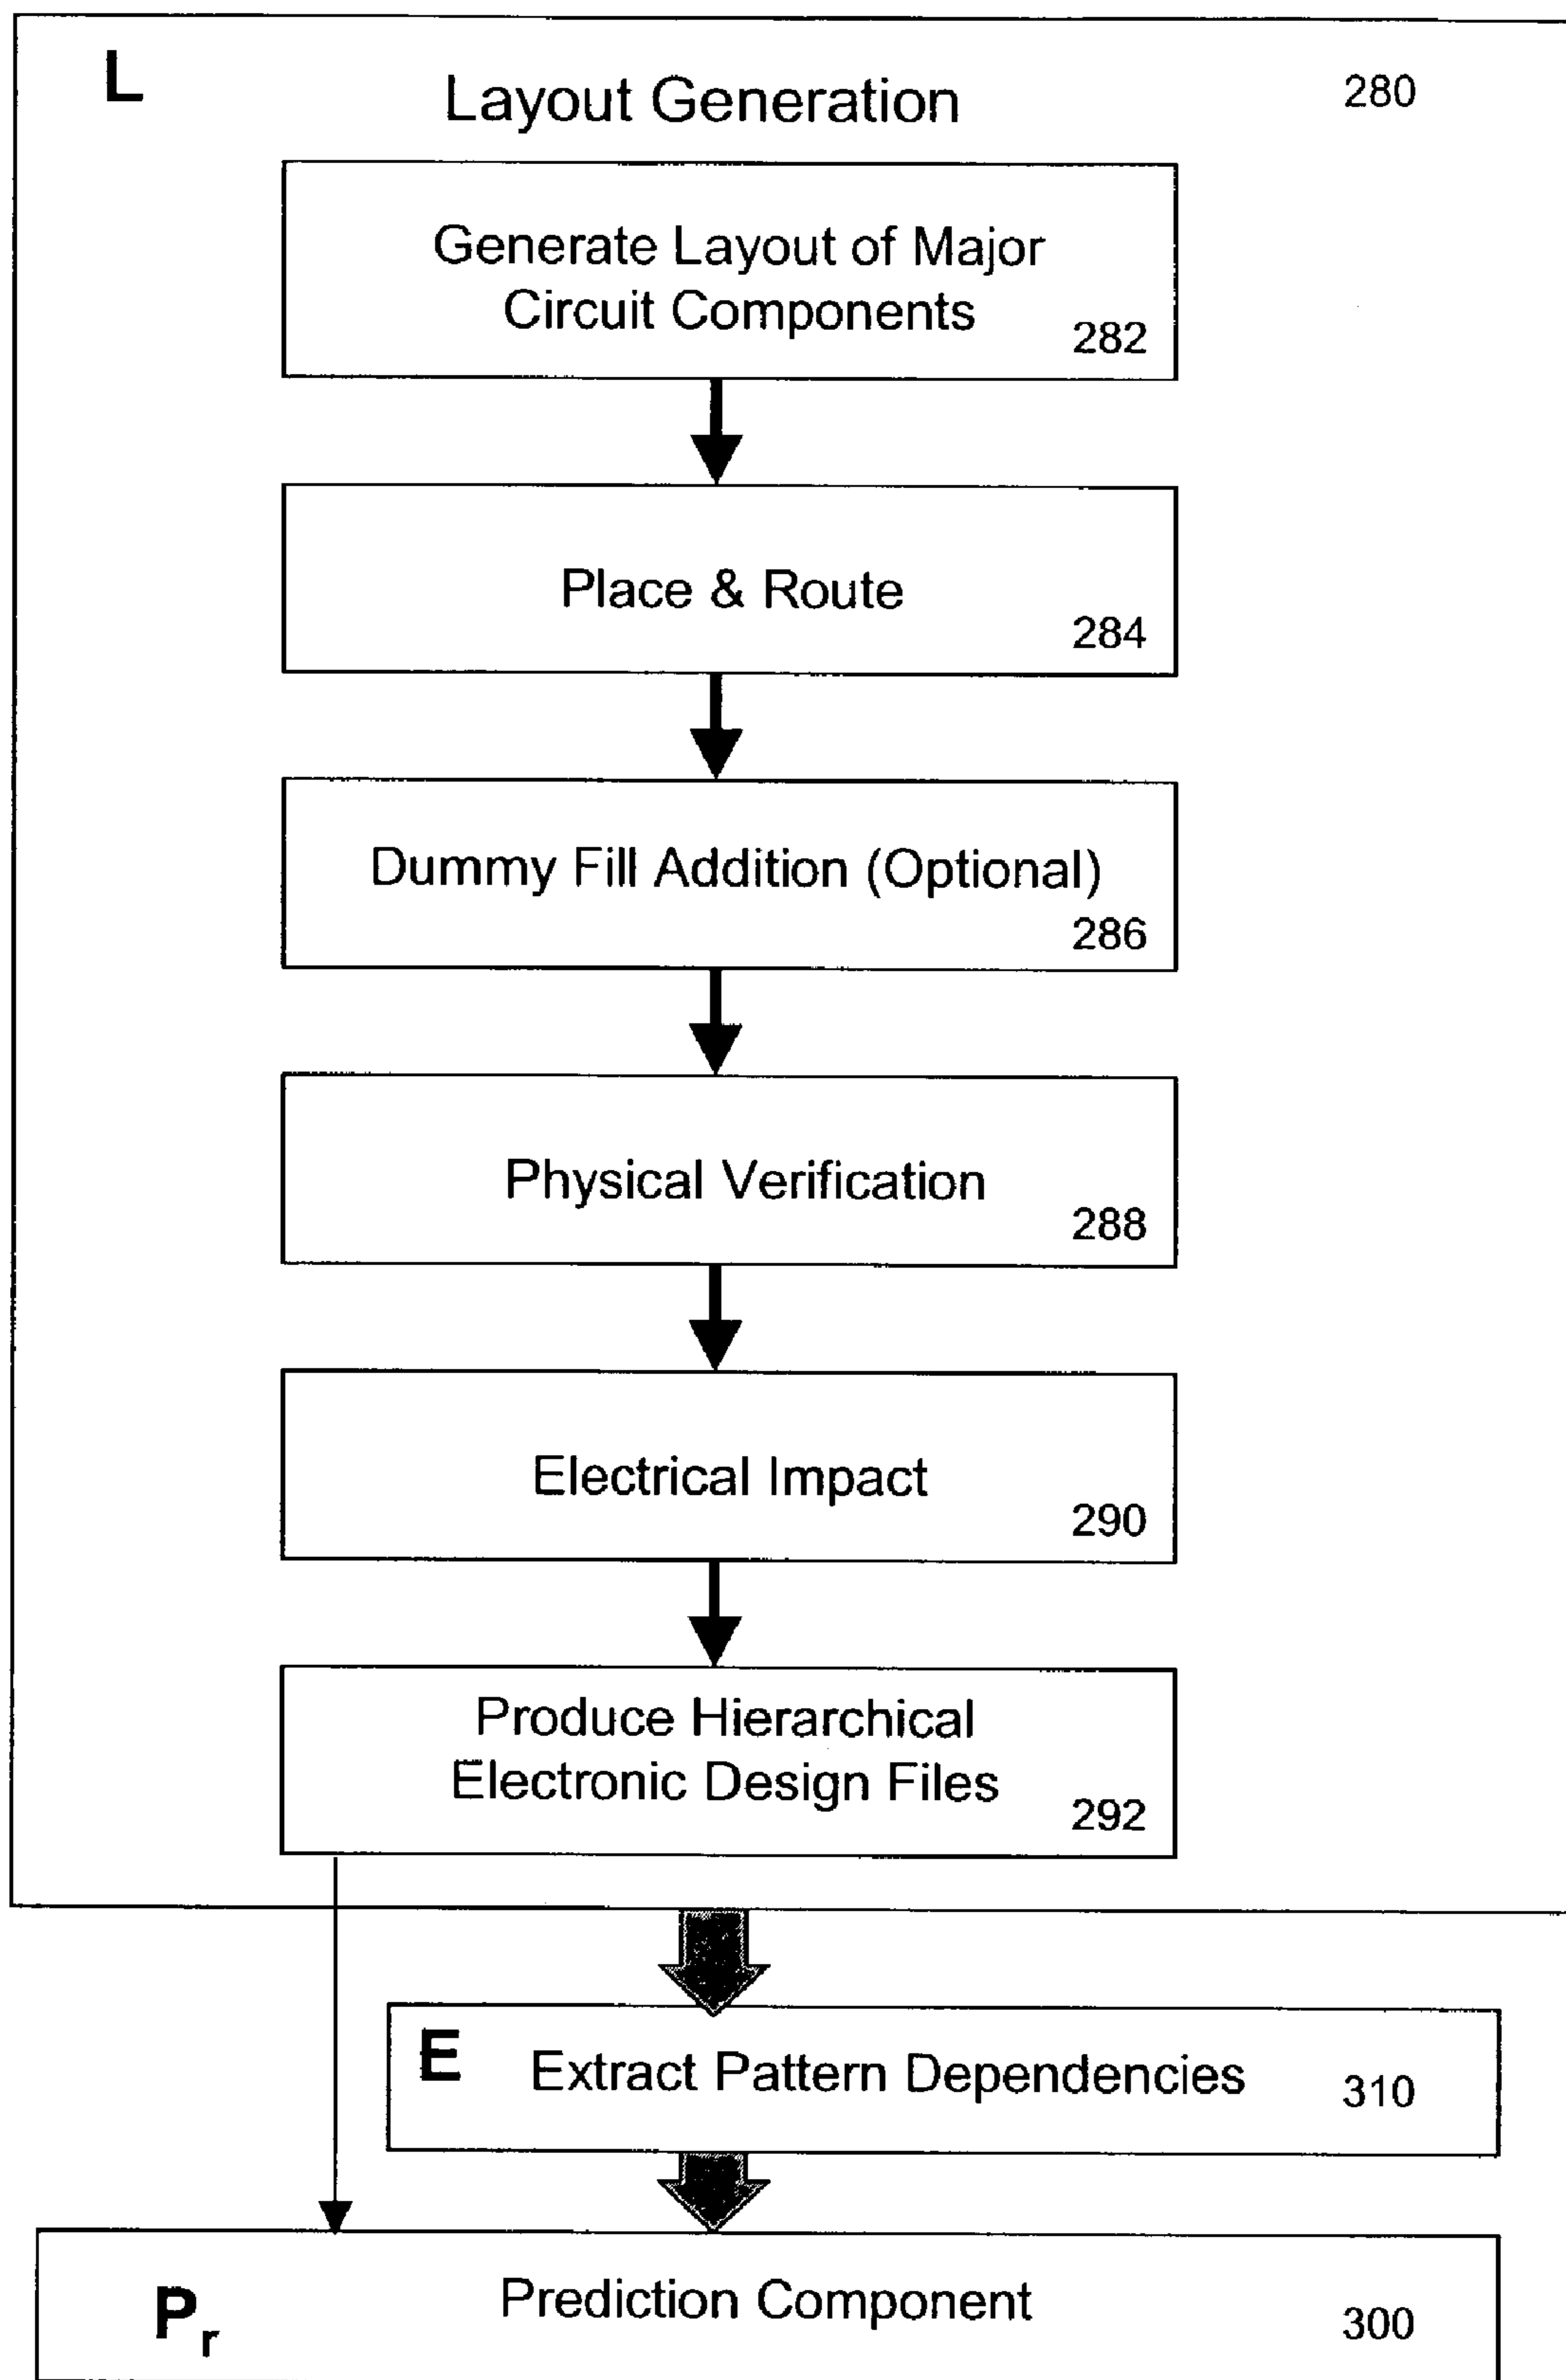 L
Layout Generation
280
Generate Layout of Major
Circuit Components
282
Place & Route
284
Dummy Fill Addition (Optional)
286
Physical Verification
288
Electrical Impact
290
Produce Hierarchical
Electronic Design Files
292
E Extract Pattern Dependencies 310
Pr Prediction Component 300